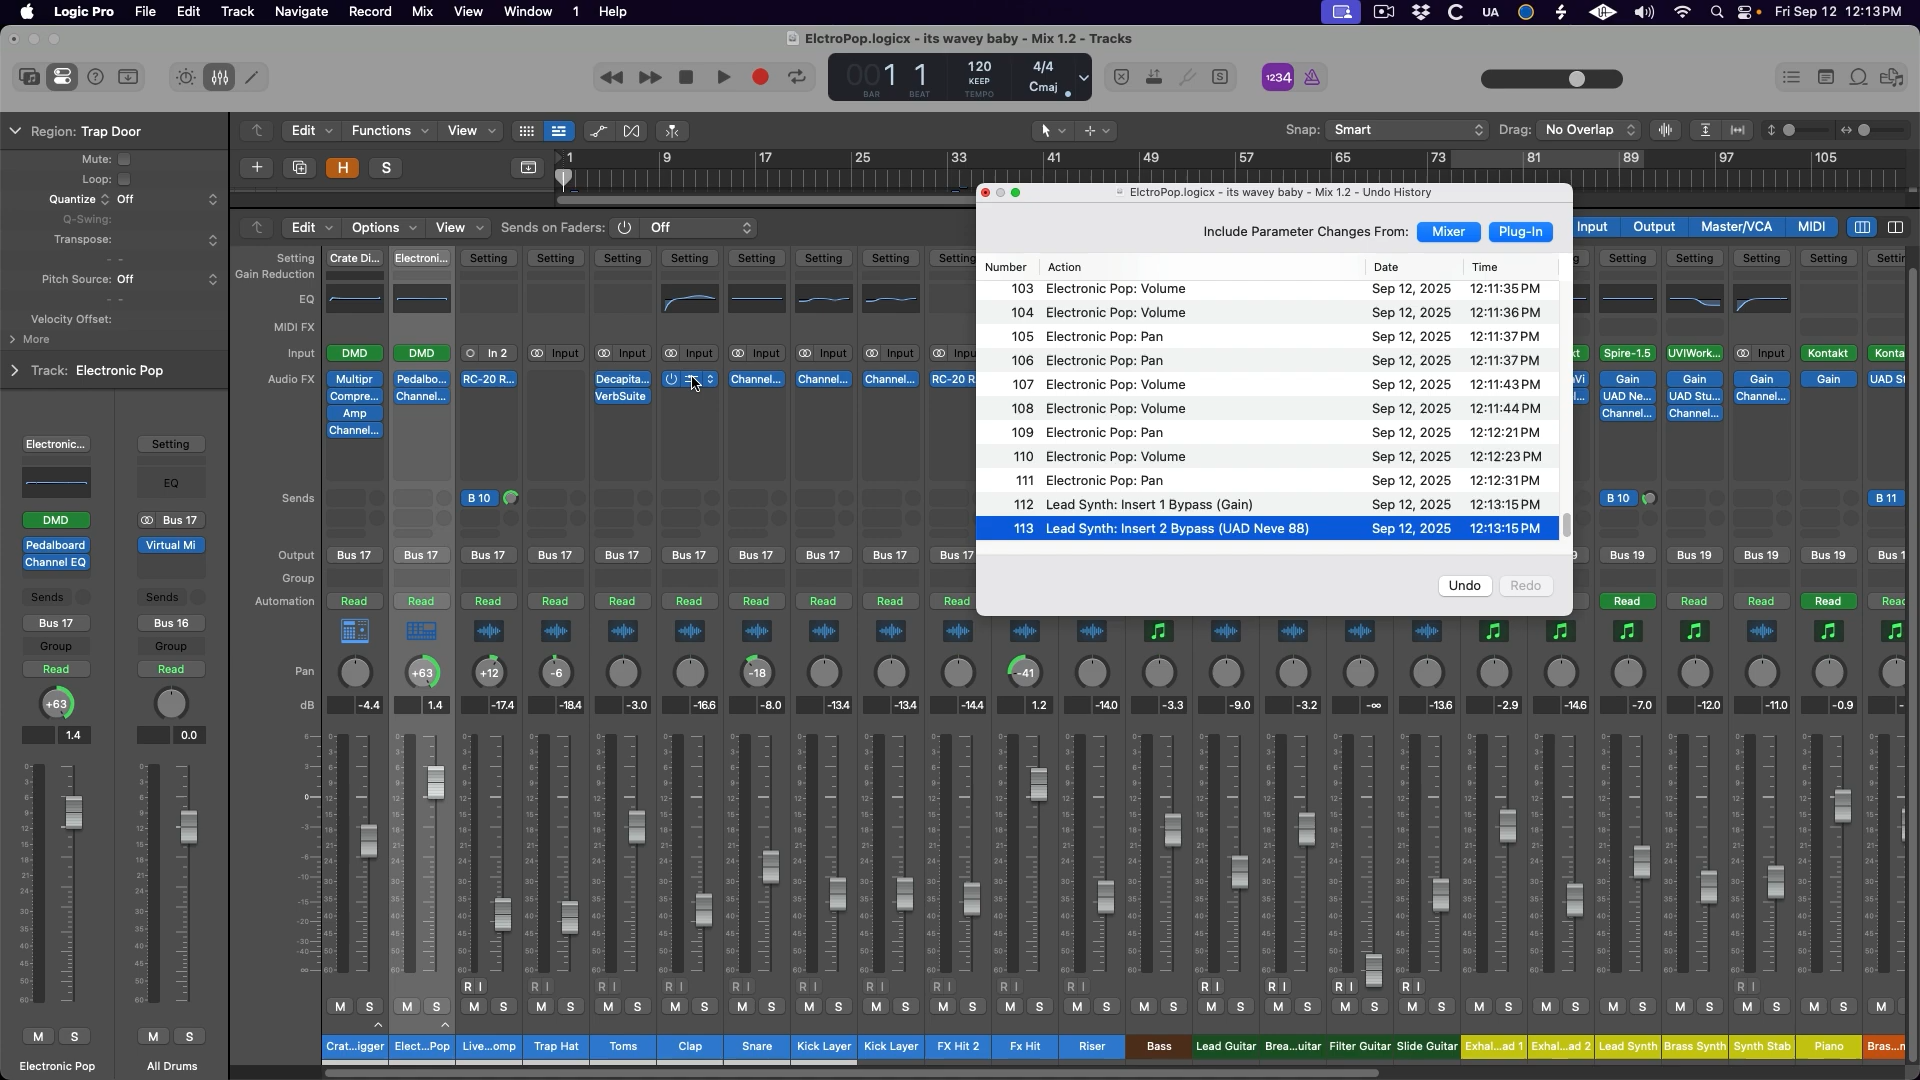 Logic Pro File Edit Track Navigate Record Mix View Window 1 Help
UA Fri Sep 12 12:13 PM
ElctroPop.logicx - its wavey baby - Mix 1.2 - Tracks
001 1 120 4/4
KEEP Cmaj
BAR BEAT TEMPO
1234
Region: Trap Door
Mute:
Loop:
Quantize Off
Q-Swing:
Transpose:
Pitch Source: Off
Velocity Offset:
More
Track: Electronic Pop
Edit Functions View
Snap: Smart Drag: No Overlap
H S
1 9 17 25 33 41 49 57 65 73 81 89 97 105
Edit Options View Sends on Faders: Off
Input Output Master/VCA MIDI
ElctroPop.logicx - its wavey baby - Mix 1.2 - Undo History
Include Parameter Changes From: Mixer Plug-In
Number Action Date Time
103 Electronic Pop: Volume Sep 12, 2025 12:11:35 PM
104 Electronic Pop: Volume Sep 12, 2025 12:11:36 PM
105 Electronic Pop: Pan Sep 12, 2025 12:11:37 PM
106 Electronic Pop: Pan Sep 12, 2025 12:11:37 PM
107 Electronic Pop: Volume Sep 12, 2025 12:11:43 PM
108 Electronic Pop: Volume Sep 12, 2025 12:11:44 PM
109 Electronic Pop: Pan Sep 12, 2025 12:12:21 PM
110 Electronic Pop: Volume Sep 12, 2025 12:12:23 PM
111 Electronic Pop: Pan Sep 12, 2025 12:12:31 PM
112 Lead Synth: Insert 1 Bypass (Gain) Sep 12, 2025 12:13:15 PM
113 Lead Synth: Insert 2 Bypass (UAD Neve 88) Sep 12, 2025 12:13:15 PM
Undo Redo
Setting Crate Di... Electroni... Setting Setting Setting Setting Setting Setting Setting Setting Setting Setting Setting Setting
Gain Reduction
EQ
MIDI FX
Input DMD DMD In 2 Input Input Input Input Input Input Spire-1.5 UVIWork... Input Kontakt
Audio FX Multipr Pedalbo... RC-20 R... Decapita... Channel... Channel... Channel... RC-20 R Gain Gain Gain Gain UAD St
Compre... Channel... VerbSuite UAD Ne... UAD Stu... Channel...
Amp Channel... Channel...
Channel...
Sends B 10 B 10 B 11
Output Bus 17 Bus 17 Bus 17 Bus 17 Bus 17 Bus 17 Bus 17 Bus 17 Bus 17 Bus 17 Bus 19 Bus 19 Bus 19 Bus 19
Group
Automation Read Read Read Read Read Read Read Read Read Read Read Read Read Read
Pan +63 +12 -6 -18 -41
dB -4.4 1.4 -17.4 -18.4 -3.0 -16.6 -8.0 -13.4 -13.4 -14.4 1.2 -14.0 -3.3 -9.0 -3.2 -∞ -13.6 -2.9 -14.6 -7.0 -12.0 -11.0 -0.9
R I R I R I R I R I R I R I R I R I R I R I R I R I R I R I
M S M S M S M S M S M S M S M S M S M S M S M S M S M S M S M S M S M S M S M S M S M S M S M S
Crat...igger Elect...Pop Live...omp Trap Hat Toms Clap Snare Kick Layer Kick Layer FX Hit 2 Fx Hit Riser Bass Lead Guitar Brea...uitar Filter Guitar Slide Guitar Exhal...ad 1 Exhal...ad 2 Lead Synth Brass Synth Synth Stab Piano
Electronic... Setting
EQ
DMD Bus 17
Pedalboard Virtual Mi
Channel EQ
Sends Sends
Bus 17 Bus 16
Group Group
Read Read
+63
1.4 0.0
M S M S
Electronic Pop All Drums